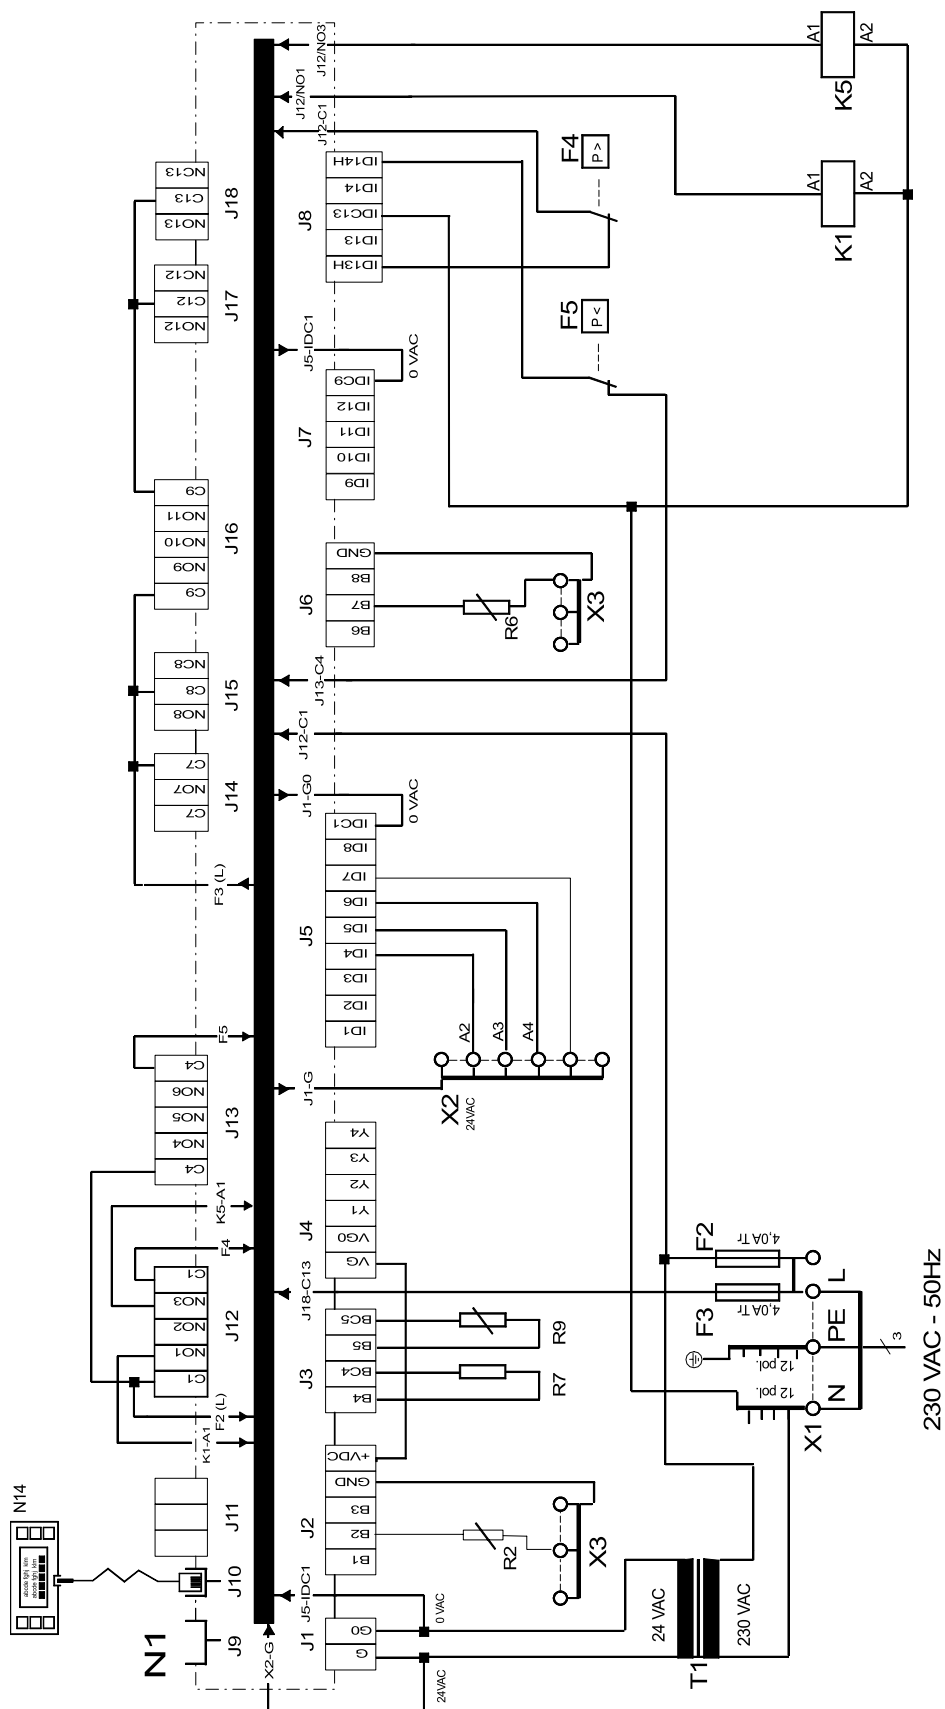 N14
abcde fghj klm
abcde fghj klm
N1
J9
J10
J11
J12
C1
NO1
NO2
NO3
C1
J13
C4
NO4
NO5
NO6
C4
J14
C7
NO7
C7
J15
NO8
C8
NC8
J16
C9
NO9
NO10
NO11
C9
J17
NO12
C12
NC12
J18
NO13
C13
NC13
K1-A1
F2 (L)
F4
K5-A1
F5
F3 (L)
X2-G
J5-IDC1
J18-C13
J1-G
J1-G0
J12-C1
J13-C4
J5-IDC1
J12-C1
J12/NO1
J12/NO3
J1
G
G0
J2
B1
B2
B3
GND
+VDC
J3
B4
BC4
B5
BC5
J4
VG
VG0
Y1
Y2
Y3
Y4
J5
ID1
ID2
ID3
ID4
ID5
ID6
ID7
ID8
IDC1
J6
B6
B7
B8
GND
J7
ID9
ID10
ID11
ID12
IDC9
J8
ID13H
ID13
IDC13
ID14
ID14H
24VAC
0 VAC
0 VAC
0 VAC
R2
X3
R7
R9
X2
24VAC
A2
A3
A4
R6
X3
F5
P <
F4
P >
T1
24 VAC
230 VAC
X1
N
PE
L
12 pol.
12 pol.
F3
4,0A Tr
F2
4,0A Tr
3
K1
A1
A2
K5
A1
A2
230 VAC - 50Hz